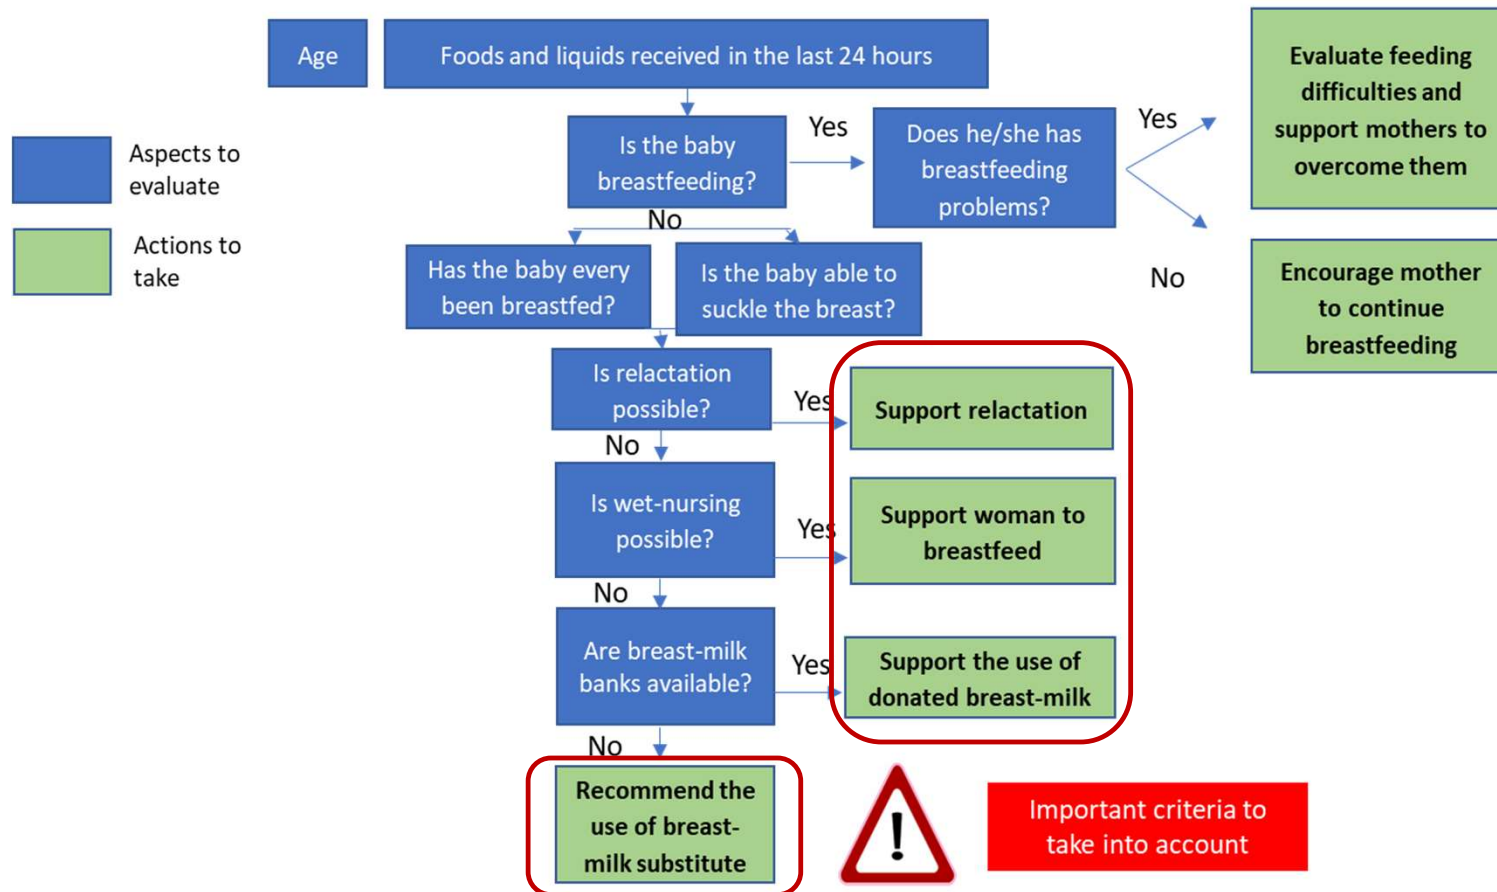 Age
Foods and liquids received in the last 24 hours
Aspects to
evaluate
Actions to
take
Is the baby
breastfeeding?
Yes
Does he/she has
breastfeeding
problems?
Yes
Evaluate feeding
difficulties and
support mothers to
overcome them
No
Encourage mother
to continue
breastfeeding
No
Has the baby every
been breastfed?
Is the baby able to
suckle the breast?
Is relactation
possible?
Yes
Support relactation
No
Is wet-nursing
possible?
Yes
Support woman to
breastfeed
No
Are breast-milk
banks available?
Yes
Support the use of
donated breast-milk
No
Recommend the
use of breast-
milk substitute
!
Important criteria to
take into account